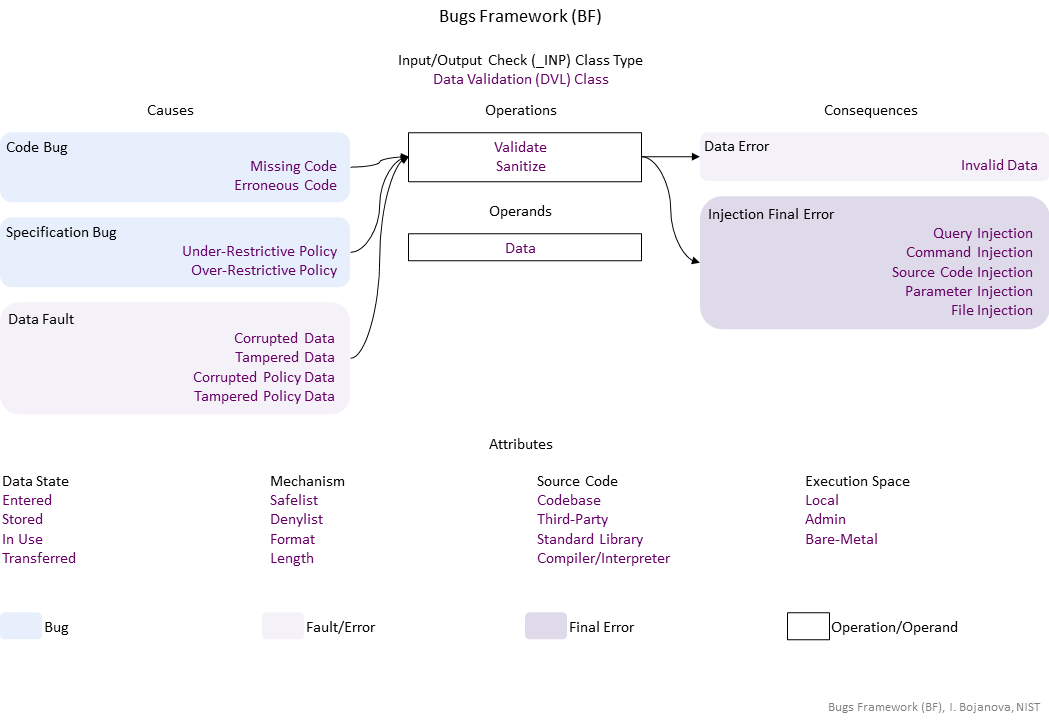 Bugs Framework (BF)
Input/Output Check (_INP) Class Type
Data Validation (DVL) Class
Causes
Operations
Consequences
Code Bug
Missing Code
Erroneous Code
Specification Bug
Under-Restrictive Policy
Over-Restrictive Policy
Data Fault
Corrupted Data
Tampered Data
Corrupted Policy Data
Tampered Policy Data
Validate
Sanitize
Operands
Data
Data Error
Invalid Data
Injection Final Error
Query Injection
Command Injection
Source Code Injection
Parameter Injection
File Injection
Attributes
Data State
Entered
Stored
In Use
Transferred
Mechanism
Safelist
Denylist
Format
Length
Source Code
Codebase
Third-Party
Standard Library
Compiler/Interpreter
Execution Space
Local
Admin
Bare-Metal
Bug
Fault/Error
Final Error
Operation/Operand
Bugs Framework (BF), I. Bojanova, NIST